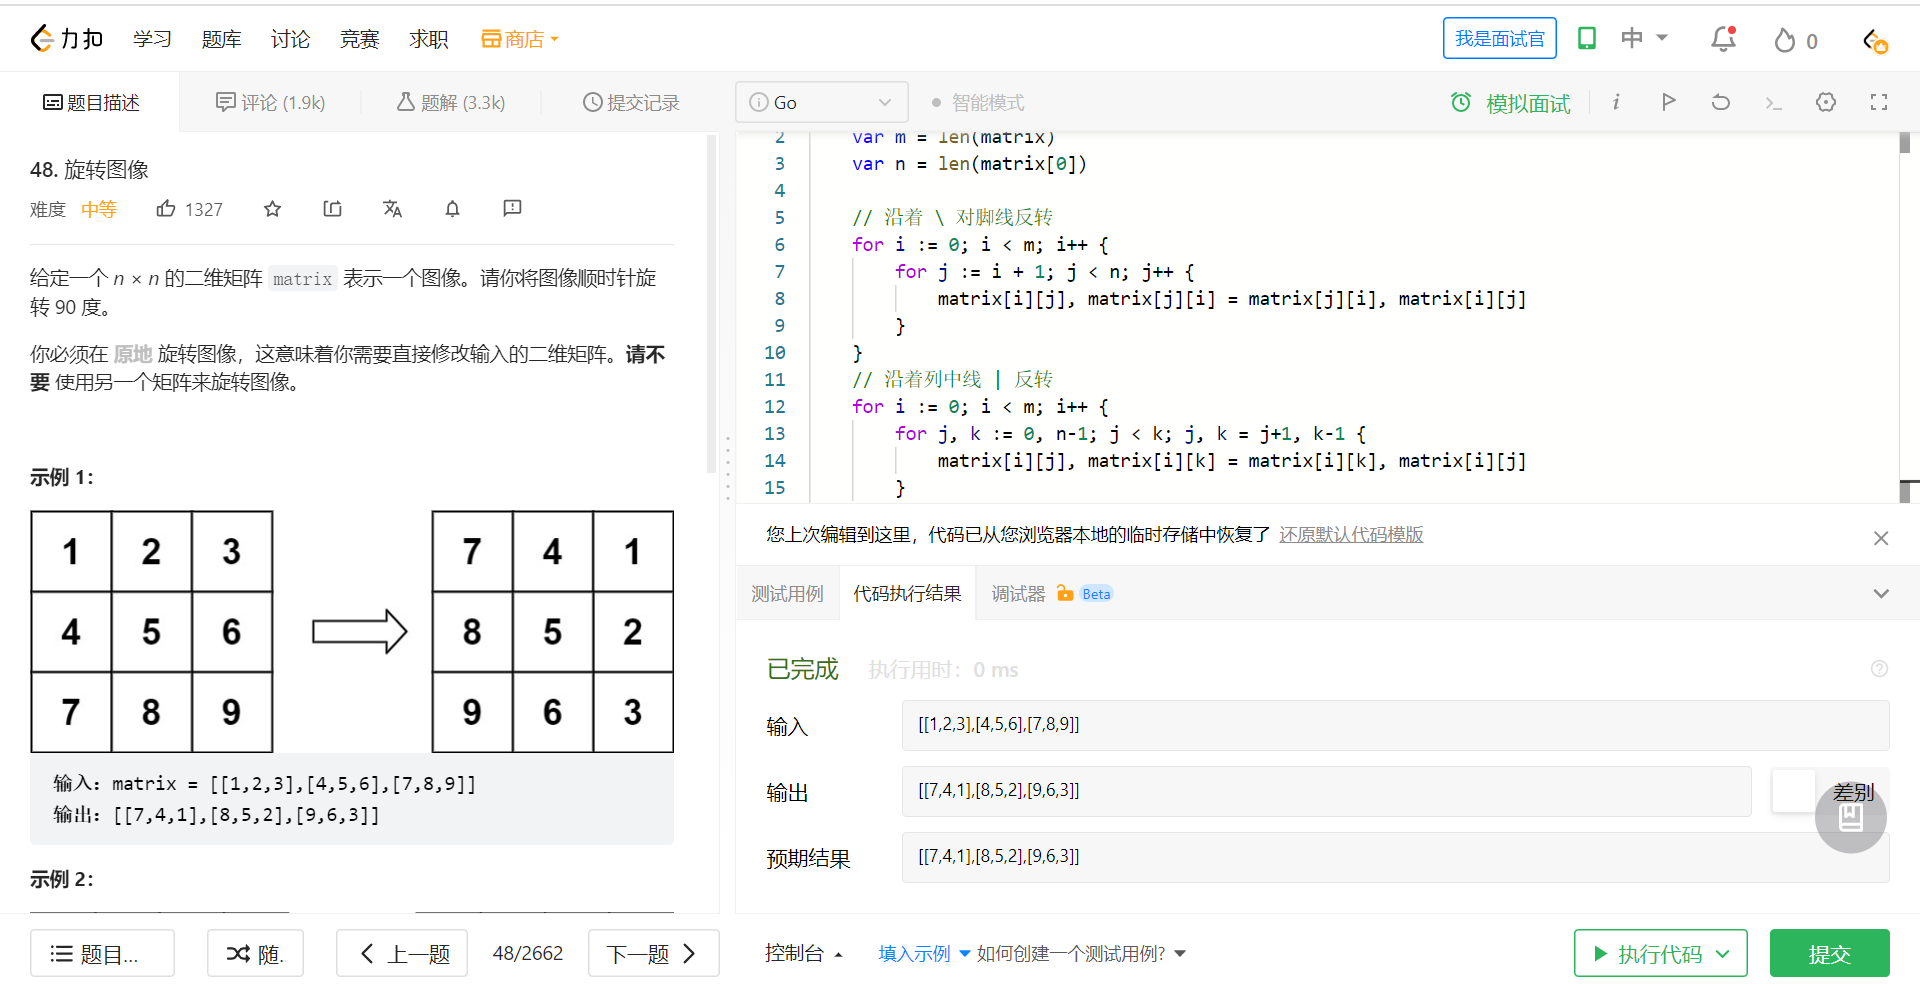 力扣 学习 题库 讨论 竞赛 求职 商店 我是面试官 中 0
题目描述 评论 (1.9k) 题解 (3.3k) 提交记录
48. 旋转图像
难度 中等 1327
给定一个 n × n 的二维矩阵 matrix 表示一个图像。请你将图像顺时针旋
转 90 度。
你必须在 原地 旋转图像，这意味着你需要直接修改输入的二维矩阵。请不
要 使用另一个矩阵来旋转图像。
示例 1：
1 2 3 7 4 1
4 5 6 8 5 2
7 8 9 9 6 3
输入：matrix = [[1,2,3],[4,5,6],[7,8,9]]
输出：[[7,4,1],[8,5,2],[9,6,3]]
示例 2：
题目... 随. 上一题 48/2662 下一题
Go 智能模式 模拟面试 i
2 var m = len(matrix)
3 var n = len(matrix[0])
4
5 // 沿着 \ 对脚线反转
6 for i := 0; i < m; i++ {
7 for j := i + 1; j < n; j++ {
8 matrix[i][j], matrix[j][i] = matrix[j][i], matrix[i][j]
9 }
10 }
11 // 沿着列中线 | 反转
12 for i := 0; i < m; i++ {
13 for j, k := 0, n-1; j < k; j, k = j+1, k-1 {
14 matrix[i][j], matrix[i][k] = matrix[i][k], matrix[i][j]
15 }
您上次编辑到这里，代码已从您浏览器本地的临时存储中恢复了 还原默认代码模版
测试用例 代码执行结果 调试器 Beta
已完成 执行用时：0 ms
输入 [[1,2,3],[4,5,6],[7,8,9]]
输出 [[7,4,1],[8,5,2],[9,6,3]] 差别
预期结果 [[7,4,1],[8,5,2],[9,6,3]]
控制台 填入示例 如何创建一个测试用例? 执行代码 提交